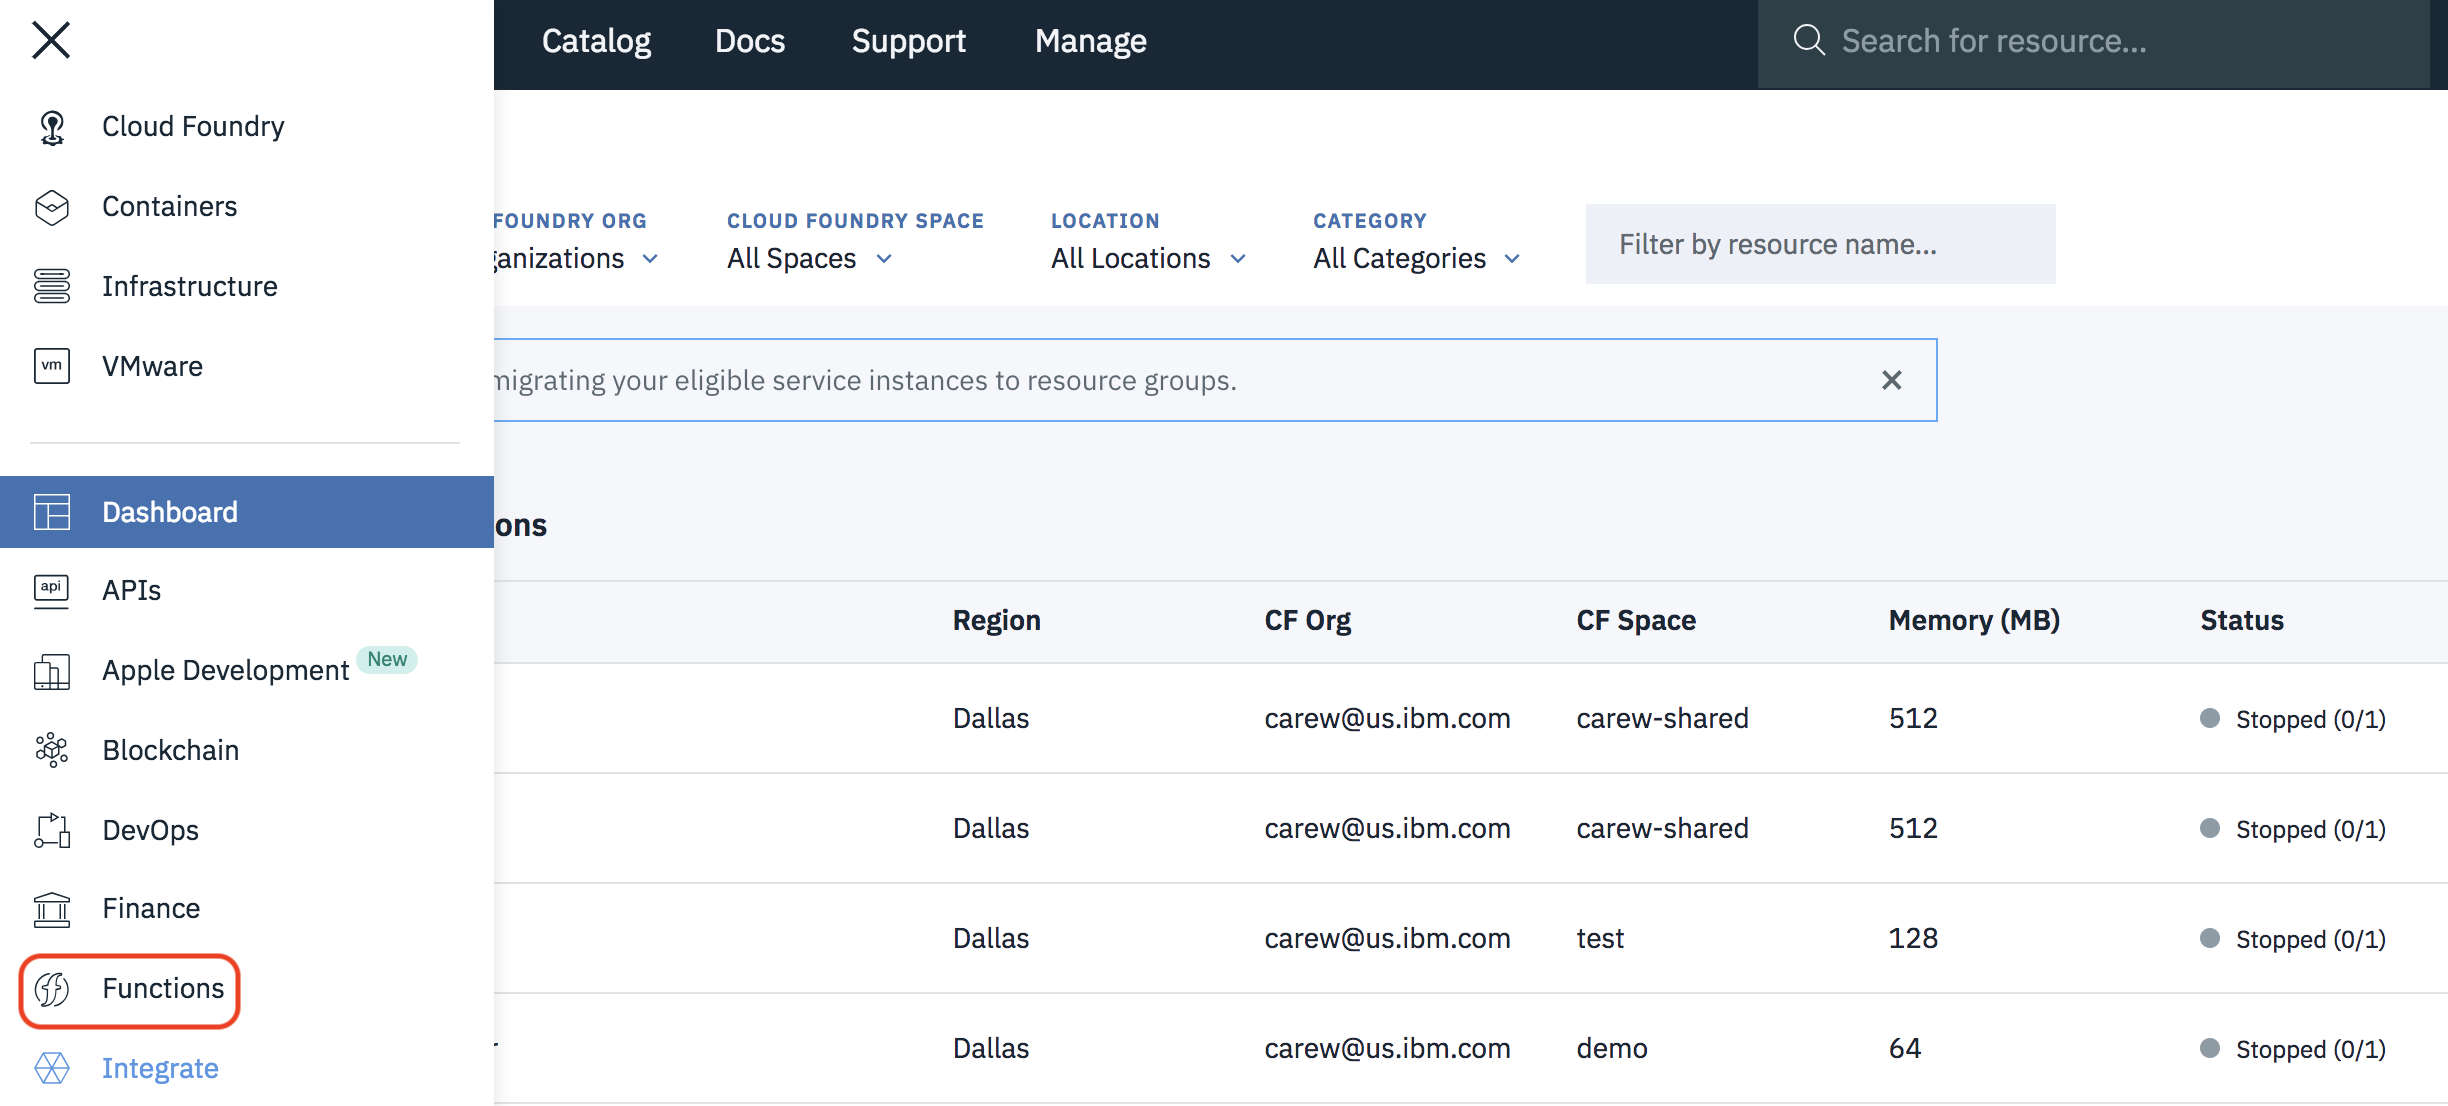 Catalog
Docs
Support
Manage
Search for resource...
Cloud Foundry
Containers
Infrastructure
vm
VMware
Dashboard
api
APIs
Apple Development New
Blockchain
DevOps
Finance
Functions
Integrate
FOUNDRY ORG
ganizations
CLOUD FOUNDRY SPACE
All Spaces
LOCATION
All Locations
CATEGORY
All Categories
Filter by resource name...
migrating your eligible service instances to resource groups.
ons
Region CF Org CF Space Memory (MB) Status
Dallas carew@us.ibm.com carew-shared 512 Stopped (0/1)
Dallas carew@us.ibm.com carew-shared 512 Stopped (0/1)
Dallas carew@us.ibm.com test 128 Stopped (0/1)
r Dallas carew@us.ibm.com demo 64 Stopped (0/1)